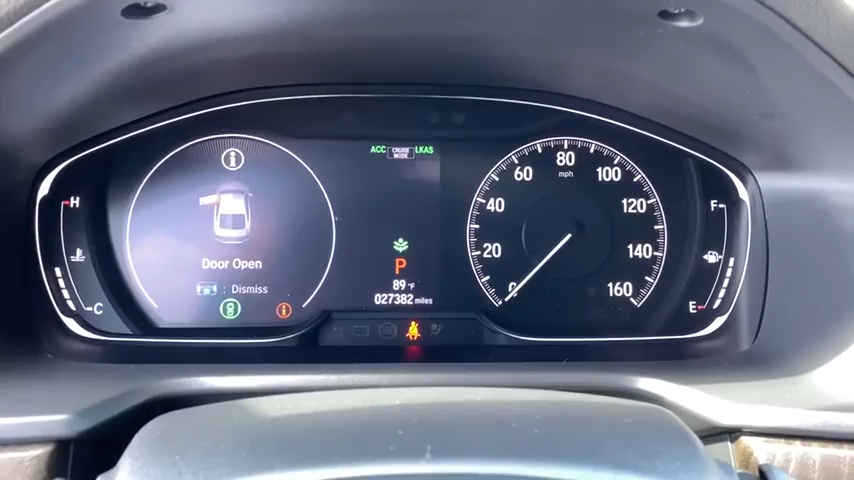 ACC CRUISE MODE LKAS
H
C
Door Open
: Dismiss
P
89 °F
027382 miles
0
20
40
60
80
100
120
140
160
mph
F
E